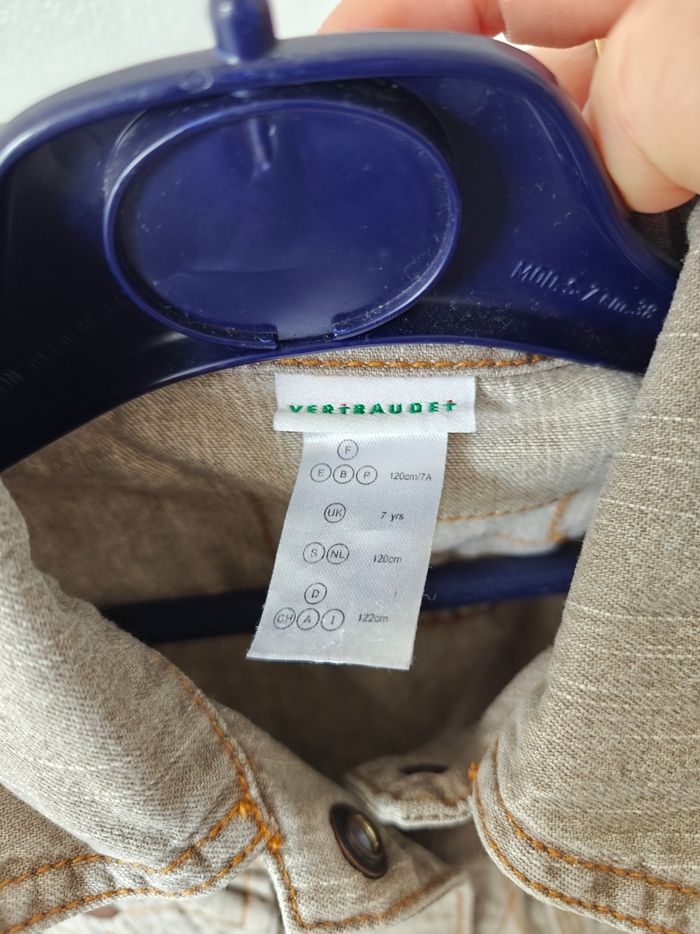 VERTBAUDET
F
E B P 120cm/7A
UK 7 yrs
S NL 120cm
D
CH A I 122cm